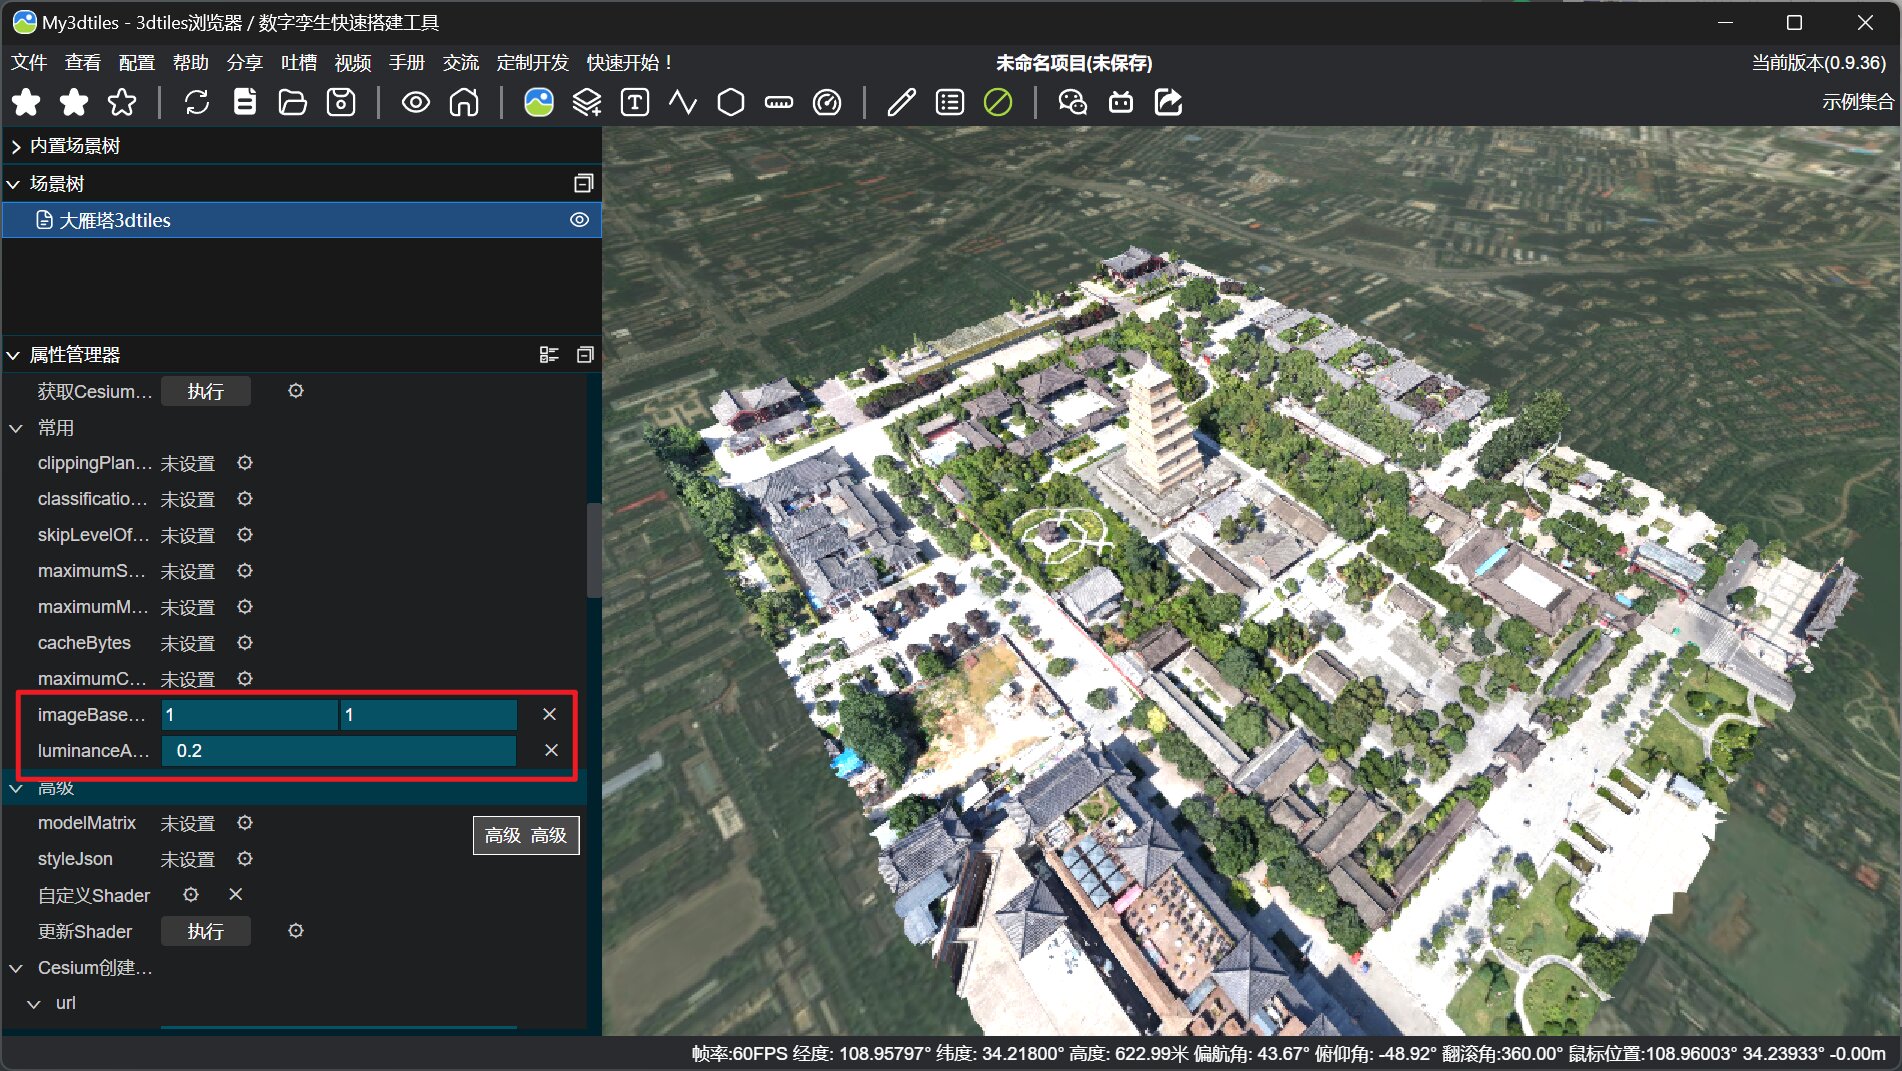 My3dtiles - 3dtiles浏览器 / 数字孪生快速搭建工具
文件 查看 配置 帮助 分享 吐槽 视频 手册 交流 定制开发 快速开始！ 未命名项目(未保存) 当前版本(0.9.36)
示例集合
内置场景树
场景树
大雁塔3dtiles
属性管理器
获取Cesium... 执行
常用
clippingPlan... 未设置
classificatio... 未设置
skipLevelOf... 未设置
maximumS... 未设置
maximumM... 未设置
cacheBytes 未设置
maximumC... 未设置
imageBase... 1 1
luminanceA... 0.2
高级
modelMatrix 未设置
高级 高级
styleJson 未设置
自定义Shader
更新Shader 执行
Cesium创建...
url
帧率:60FPS 经度: 108.95797° 纬度: 34.21800° 高度: 622.99米 偏航角: 43.67° 俯仰角: -48.92° 翻滚角:360.00° 鼠标位置:108.96003° 34.23933° -0.00m